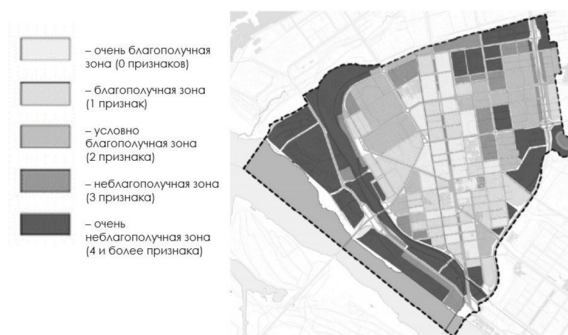 – очень благополучная
зона (0 признаков)
– благополучная
(1 признак)
– условно
благополучная зона
(2 признака)
– неблагополучная зона
(3 признака)
– очень
неблагополучная зона
(4 и более признака)